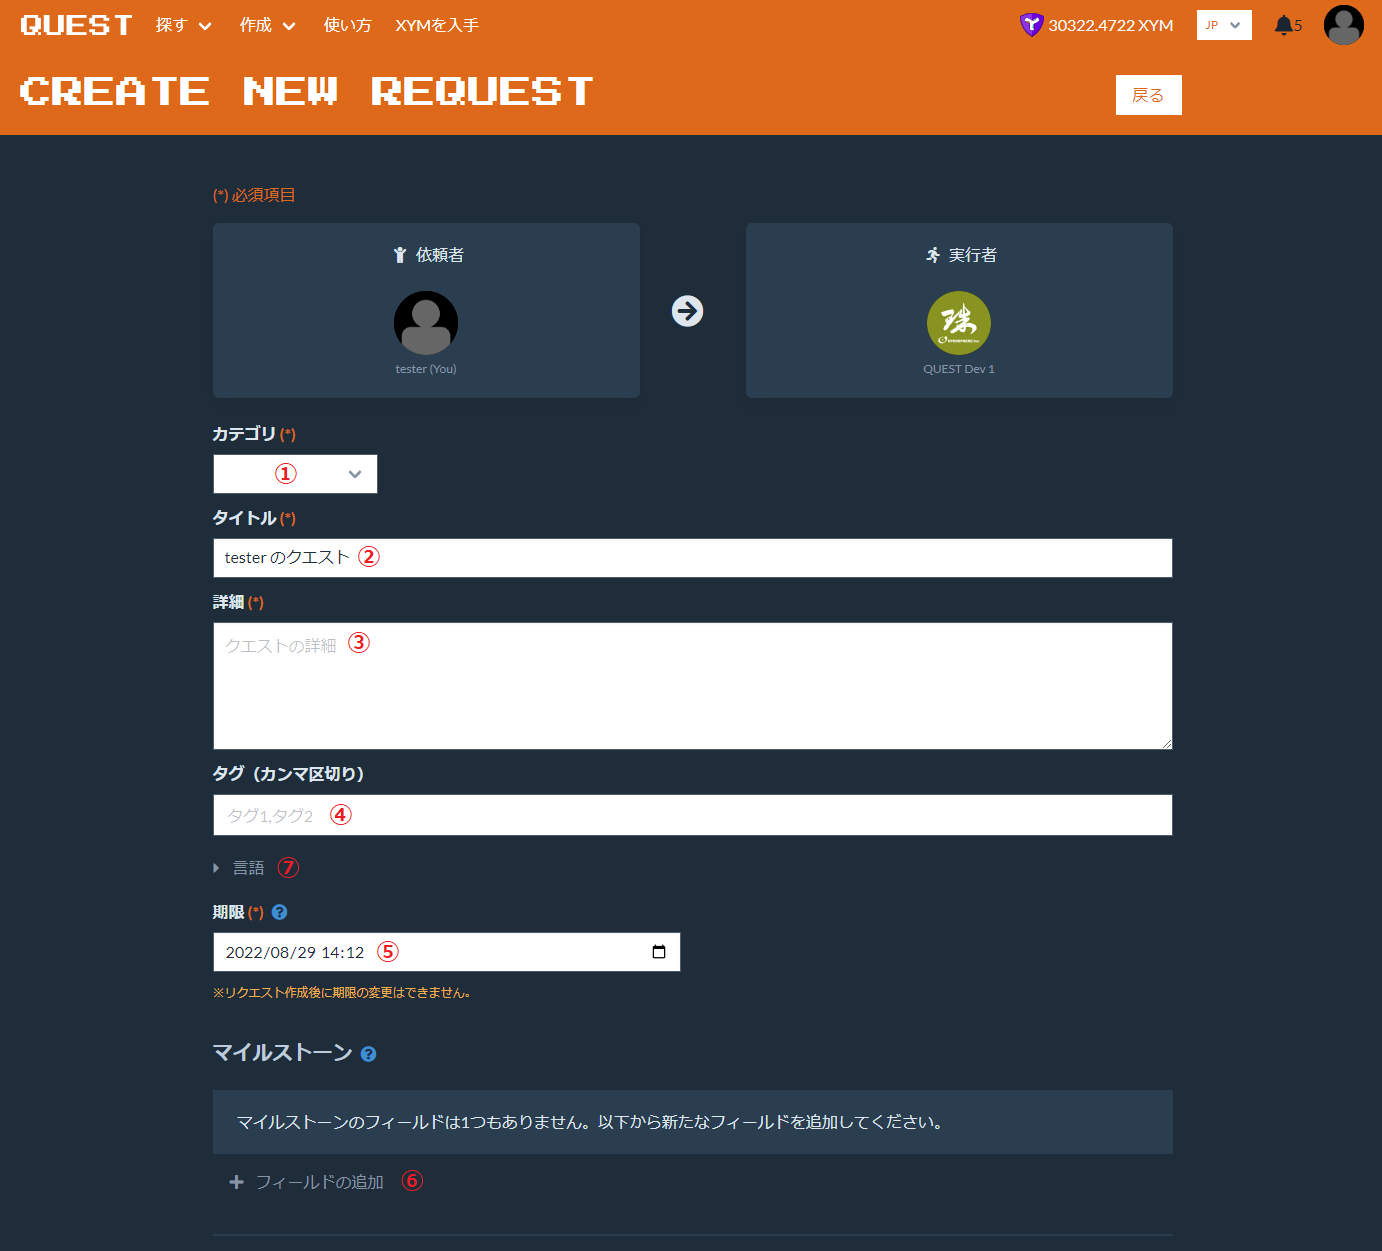 QUEST 探す 作成 使い方 XYMを入手 30322.4722 XYM JP 5
CREATE NEW REQUEST 戻る
(*) 必須項目
依頼者 実行者
珠
tester (You) QUEST Dev 1
カテゴリ (*)
①
タイトル (*)
tester のクエスト ②
詳細 (*)
クエストの詳細 ③
タグ（カンマ区切り）
タグ1,タグ2 ④
言語 ⑦
期限 (*) ?
2022/08/29 14:12 ⑤
※リクエスト作成後に期限の変更はできません。
マイルストーン ?
マイルストーンのフィールドは1つもありません。以下から新たなフィールドを追加してください。
+ フィールドの追加 ⑥